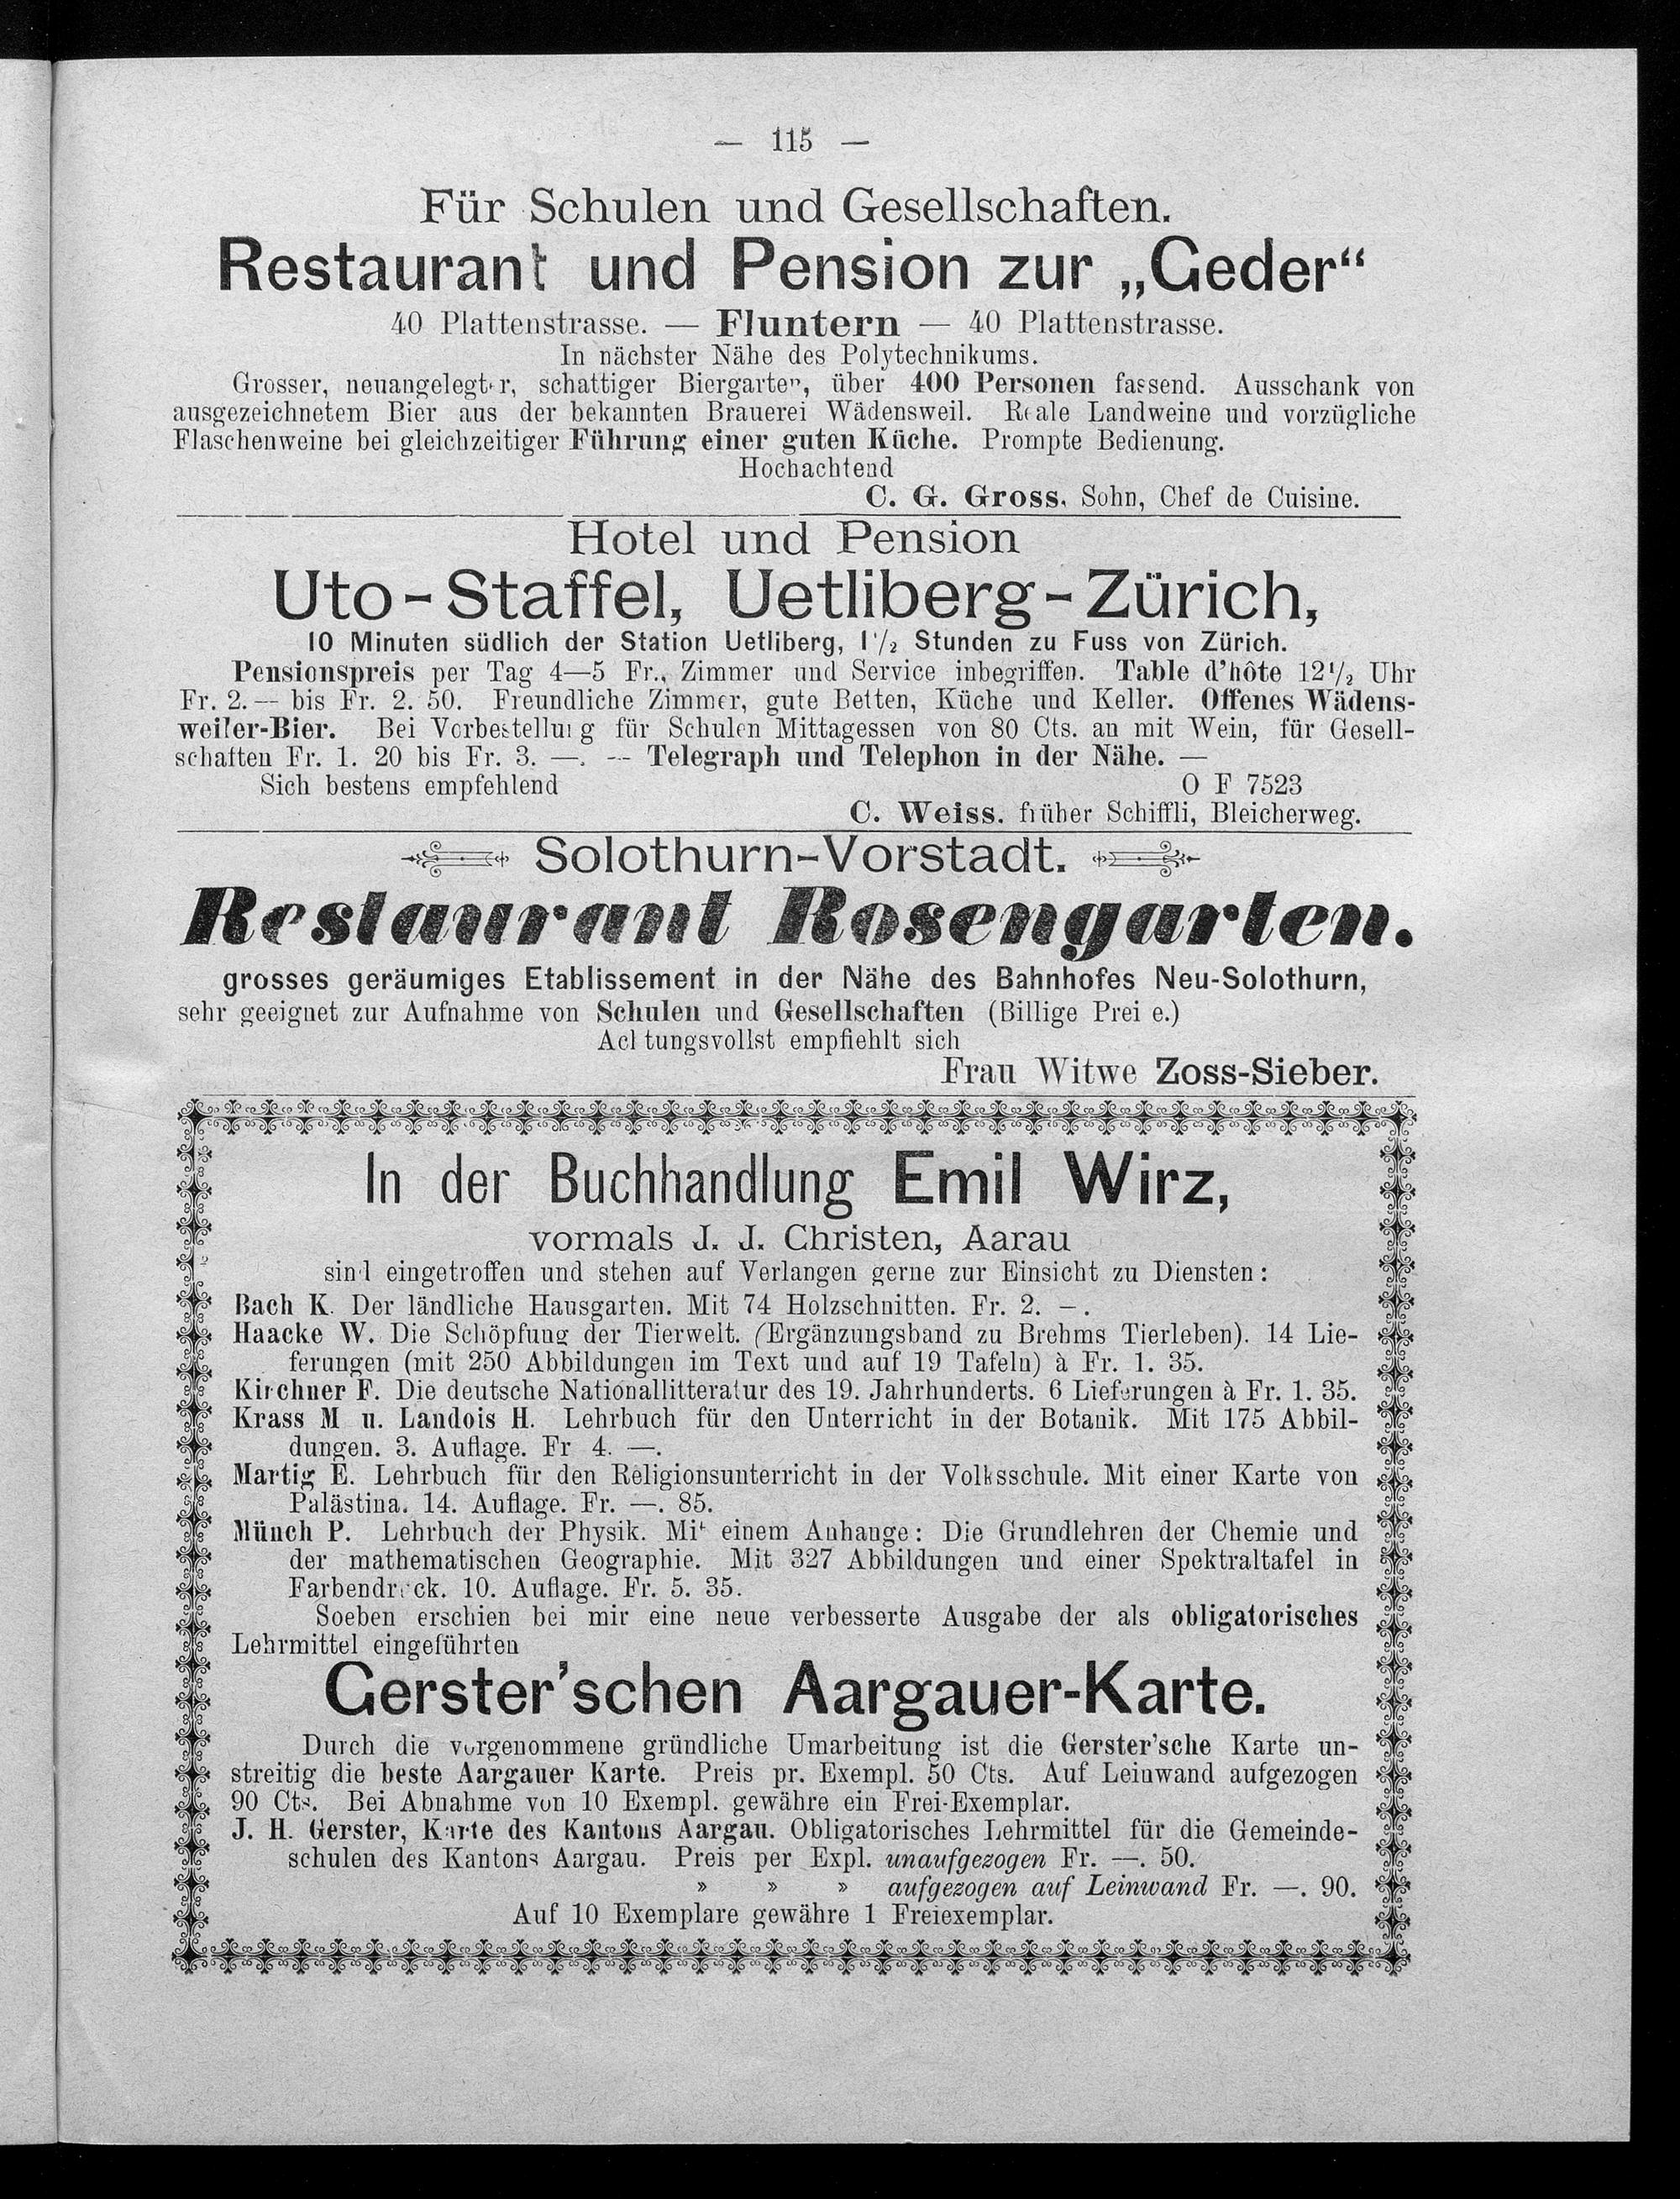 — 115 —
Für Schulen und Gesellschaften.
Restaurant und Pension zur „Ceder“
40 Plattenstrasse. — Fluntern — 40 Plattenstrasse.
In nächster Nähe des Polytechnikums.
Grosser, neuangelegter, schattiger Biergarten, über 400 Personen fassend. Ausschank von
ausgezeichnetem Bier aus der bekannten Brauerei Wädensweil. Reale Landweine und vorzügliche
Flaschenweine bei gleichzeitiger Führung einer guten Küche. Prompte Bedienung.
Hochachtend
C. G. Gross, Sohn, Chef de Cuisine.
Hotel und Pension
Uto-Staffel, Uetliberg-Zürich,
10 Minuten südlich der Station Uetliberg, 1½ Stunden zu Fuss von Zürich.
Pensionspreis per Tag 4—5 Fr., Zimmer und Service inbegriffen. Table d'hôte 12½ Uhr
Fr. 2.— bis Fr. 2. 50. Freundliche Zimmer, gute Betten, Küche und Keller. Offenes Wädens-
weiler-Bier. Bei Vorbestellung für Schulen Mittagessen von 80 Cts. an mit Wein, für Gesell-
schaften Fr. 1. 20 bis Fr. 3. —. — Telegraph und Telephon in der Nähe. —
Sich bestens empfehlend O F 7523
C. Weiss, früher Schiffli, Bleicherweg.
Solothurn-Vorstadt.
Restaurant Rosengarten.
grosses geräumiges Etablissement in der Nähe des Bahnhofes Neu-Solothurn,
sehr geeignet zur Aufnahme von Schulen und Gesellschaften (Billige Preise.)
Achtungsvollst empfiehlt sich
Frau Witwe Zoss-Sieber.
In der Buchhandlung Emil Wirz,
vormals J. J. Christen, Aarau
sind eingetroffen und stehen auf Verlangen gerne zur Einsicht zu Diensten:
Bach K. Der ländliche Hausgarten. Mit 74 Holzschnitten. Fr. 2. —.
Haacke W. Die Schöpfung der Tierwelt. (Ergänzungsband zu Brehms Tierleben). 14 Lie-
ferungen (mit 250 Abbildungen im Text und auf 19 Tafeln) à Fr. 1. 35.
Kirchner F. Die deutsche Nationallitteratur des 19. Jahrhunderts. 6 Lieferungen à Fr. 1. 35.
Krass M u. Landois H. Lehrbuch für den Unterricht in der Botanik. Mit 175 Abbil-
dungen. 3. Auflage. Fr 4. —.
Martig E. Lehrbuch für den Religionsunterricht in der Volksschule. Mit einer Karte von
Palästina. 14. Auflage. Fr. —. 85.
Münch P. Lehrbuch der Physik. Mit einem Anhange: Die Grundlehren der Chemie und
der mathematischen Geographie. Mit 327 Abbildungen und einer Spektraltafel in
Farbendruck. 10. Auflage. Fr. 5. 35.
Soeben erschien bei mir eine neue verbesserte Ausgabe der als obligatorisches
Lehrmittel eingeführten
Gerster'schen Aargauer-Karte.
Durch die vorgenommene gründliche Umarbeitung ist die Gerster'sche Karte un-
streitig die beste Aargauer Karte. Preis pr. Exempl. 50 Cts. Auf Leinwand aufgezogen
90 Cts. Bei Abnahme von 10 Exempl. gewähre ein Frei-Exemplar.
J. H. Gerster, Karte des Kantons Aargau. Obligatorisches Lehrmittel für die Gemeinde-
schulen des Kantons Aargau. Preis per Expl. unaufgezogen Fr. —. 50.
» » » aufgezogen auf Leinwand Fr. —. 90.
Auf 10 Exemplare gewähre 1 Freiexemplar.